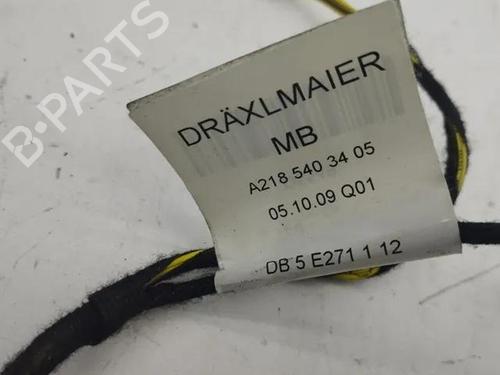 B-PARTS
DRÄXLMAIER
MB
A218 540 34 05
05.10.09 Q01
DB 5 E271 1 12